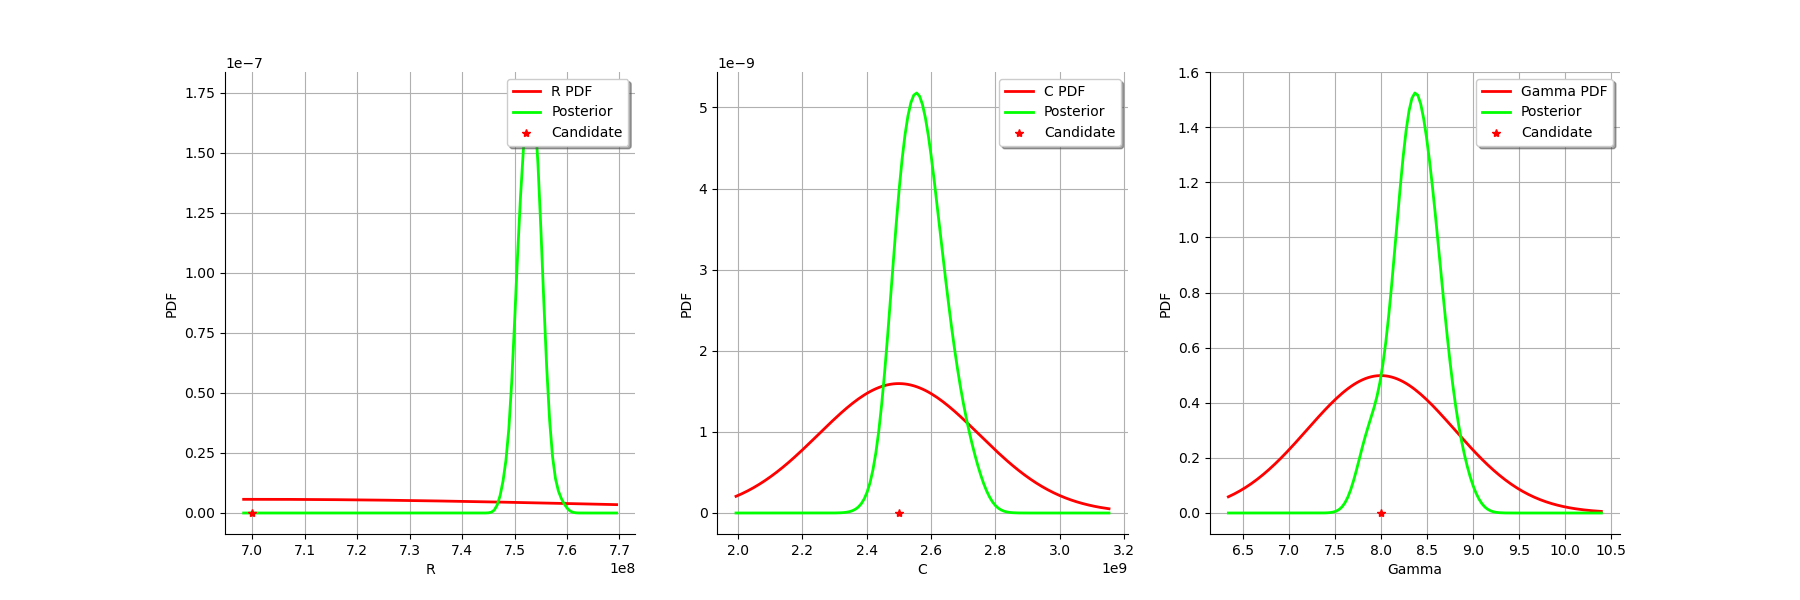 1e−7
R PDF
Posterior
Candidate
PDF
1.75
1.50
1.25
1.00
0.75
0.50
0.25
0.00
7.0 7.1 7.2 7.3 7.4 7.5 7.6 7.7
R
1e8
1e−9
C PDF
Posterior
Candidate
PDF
5
4
3
2
1
0
2.0 2.2 2.4 2.6 2.8 3.0 3.2
C
1e9
Gamma PDF
Posterior
Candidate
PDF
1.6
1.4
1.2
1.0
0.8
0.6
0.4
0.2
0.0
6.5 7.0 7.5 8.0 8.5 9.0 9.5 10.0 10.5
Gamma